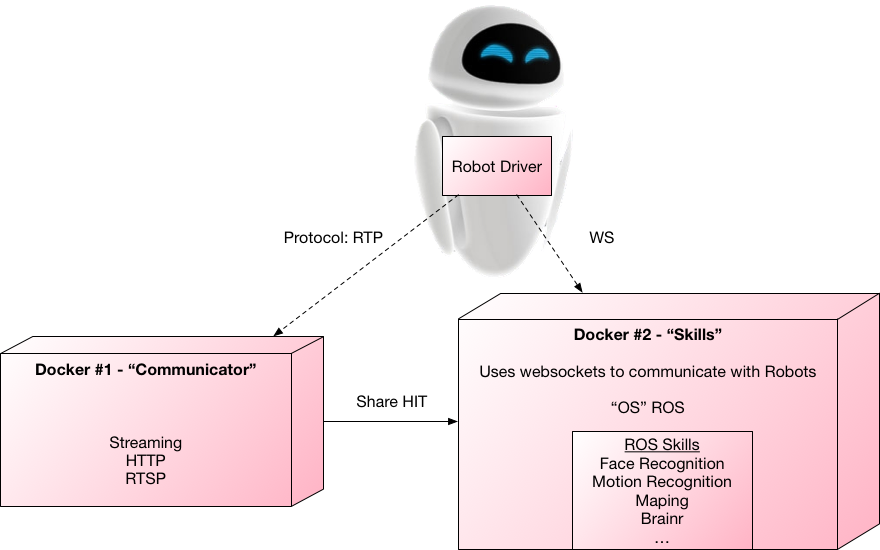 Robot Driver
Protocol: RTP
WS
Docker #1 - “Communicator”
Streaming
HTTP
RTSP
Share HIT
Docker #2 - “Skills”
Uses websockets to communicate with Robots
“OS” ROS
ROS Skills
Face Recognition
Motion Recognition
Maping
Brainr
...